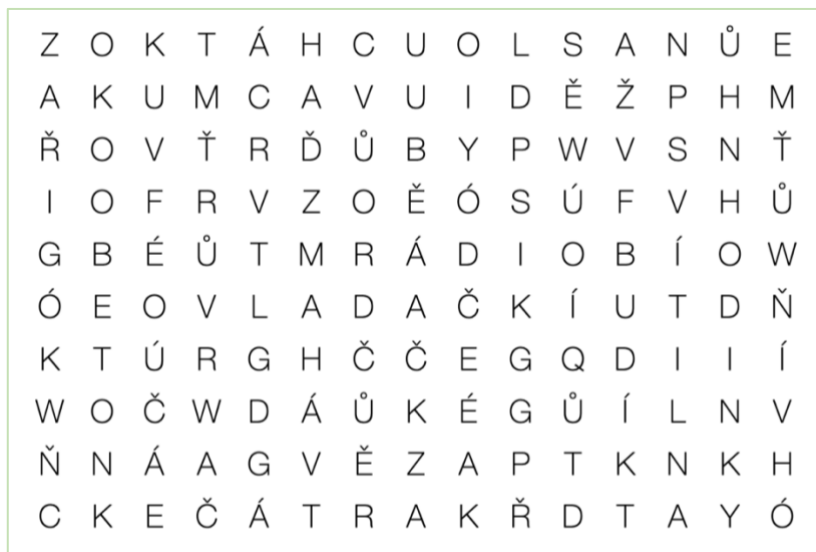 Z O K T Á H C U O L S A N Ů E
A K U M C A V U I D Ě Ž P H M
Ř O V Ť R Ď Ů B Y P W V S N Ť
I O F R V Z O Ě Ó S Ú F V H Ů
G B É Ů T M R Á D I O B Í O W
Ó E O V L A D A Č K Í U T D Ň
K T Ú R G H Č Č E G Q D I I Í
W O Č W D Á Ů K É G Ů Í L N V
Ň N Á A G V Ě Z A P T K N K H
C K E Č Á T R A K Ř D T A Y Ó